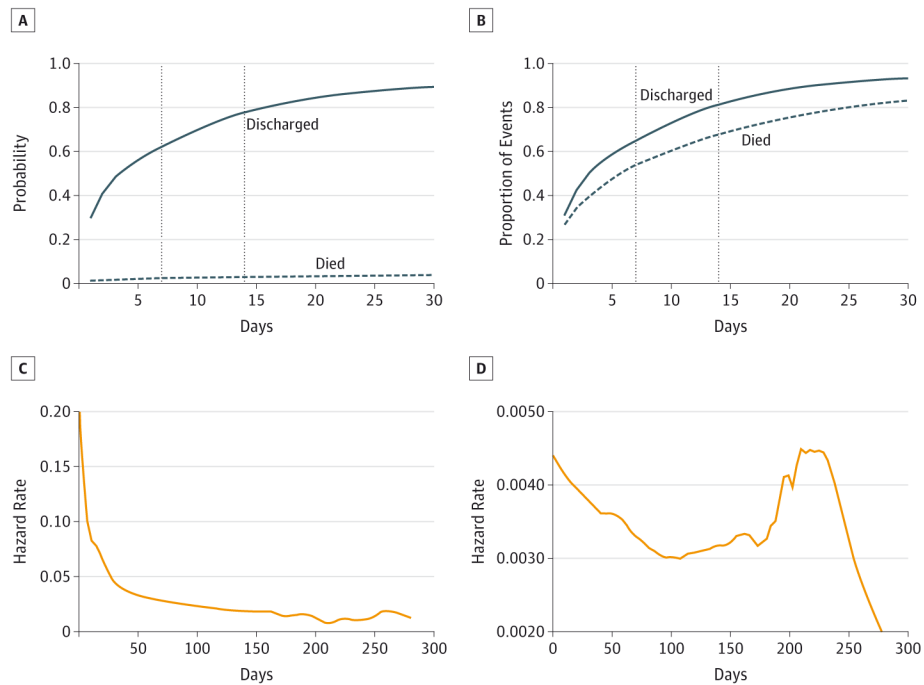 A
Probability
1.0
0.8
0.6
0.4
0.2
0
Discharged
Died
5 10 15 20 25 30
Days
B
Proportion of Events
1.0
0.8
0.6
0.4
0.2
0
Discharged
Died
5 10 15 20 25 30
Days
C
Hazard Rate
0.20
0.15
0.10
0.05
0
50 100 150 200 250 300
Days
D
Hazard Rate
0.0050
0.0040
0.0030
0.0020
0 50 100 150 200 250 300
Days